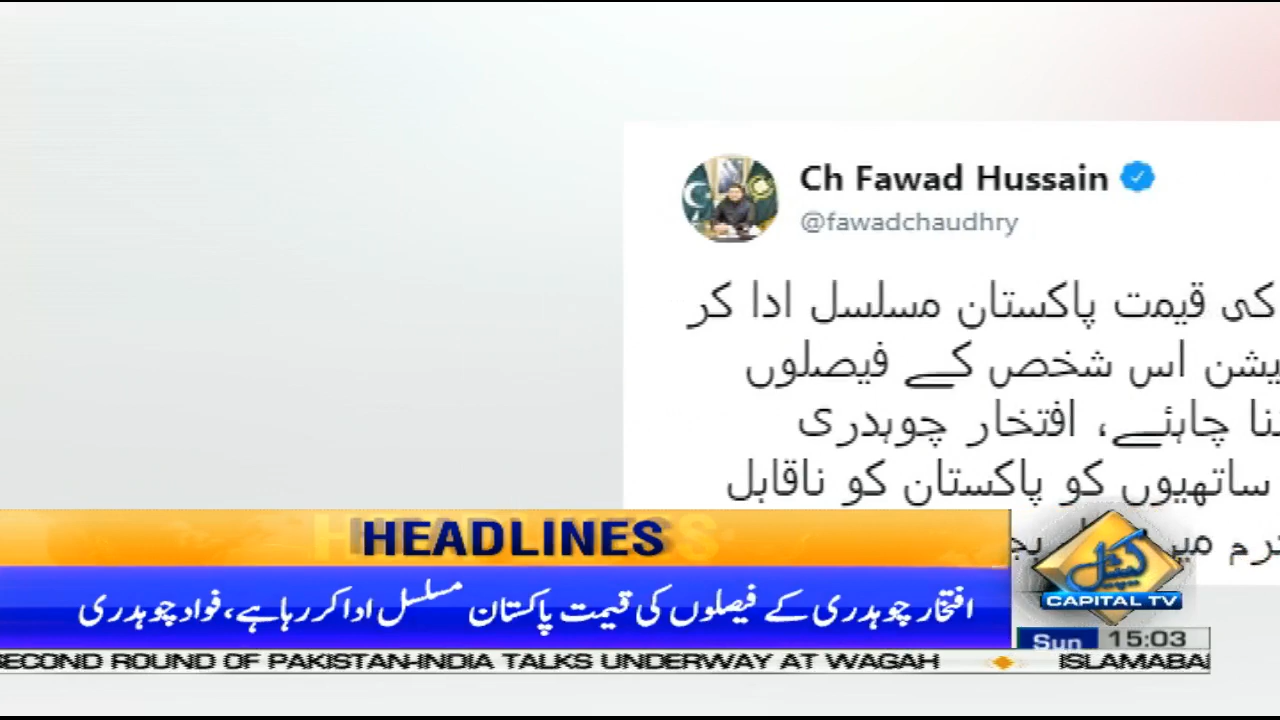 Ch Fawad Hussain
@fawadchaudhry
کی قیمت پاکستان مسلسل ادا کر
اس شخص کے فیصلوں
چاہئے، افتخار چوہدری
ساتھیوں کو پاکستان کو ناقابل
HEADLINES
افتخار چوہدری کے فیصلوں کی قیمت پاکستان مسلسل ادا کر رہا ہے، فواد چوہدری
کیپیٹل
CAPITAL TV
Sun 15:03
SECOND ROUND OF PAKISTAN-INDIA TALKS UNDERWAY AT WAGAH